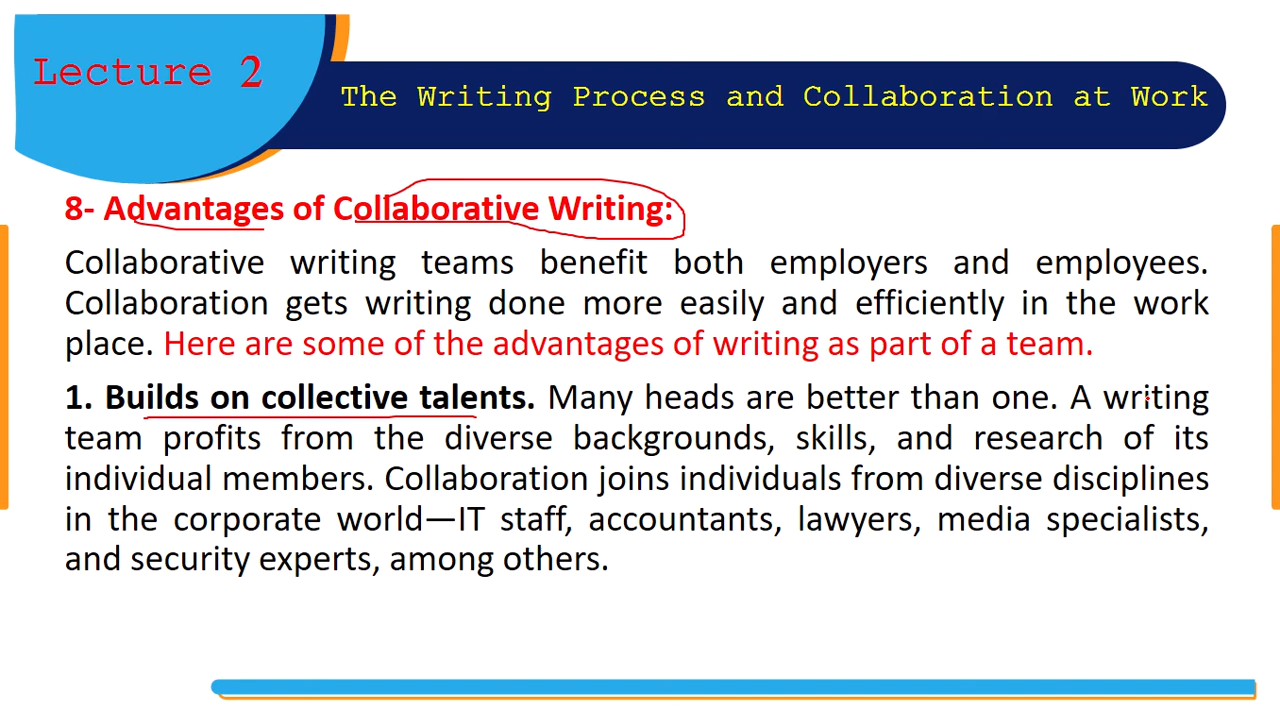 Lecture 2
The Writing Process and Collaboration at Work
8- Advantages of Collaborative Writing:
Collaborative writing teams benefit both employers and employees.
Collaboration gets writing done more easily and efficiently in the work
place. Here are some of the advantages of writing as part of a team.
1. Builds on collective talents. Many heads are better than one. A writing
team profits from the diverse backgrounds, skills, and research of its
individual members. Collaboration joins individuals from diverse disciplines
in the corporate world—IT staff, accountants, lawyers, media specialists,
and security experts, among others.